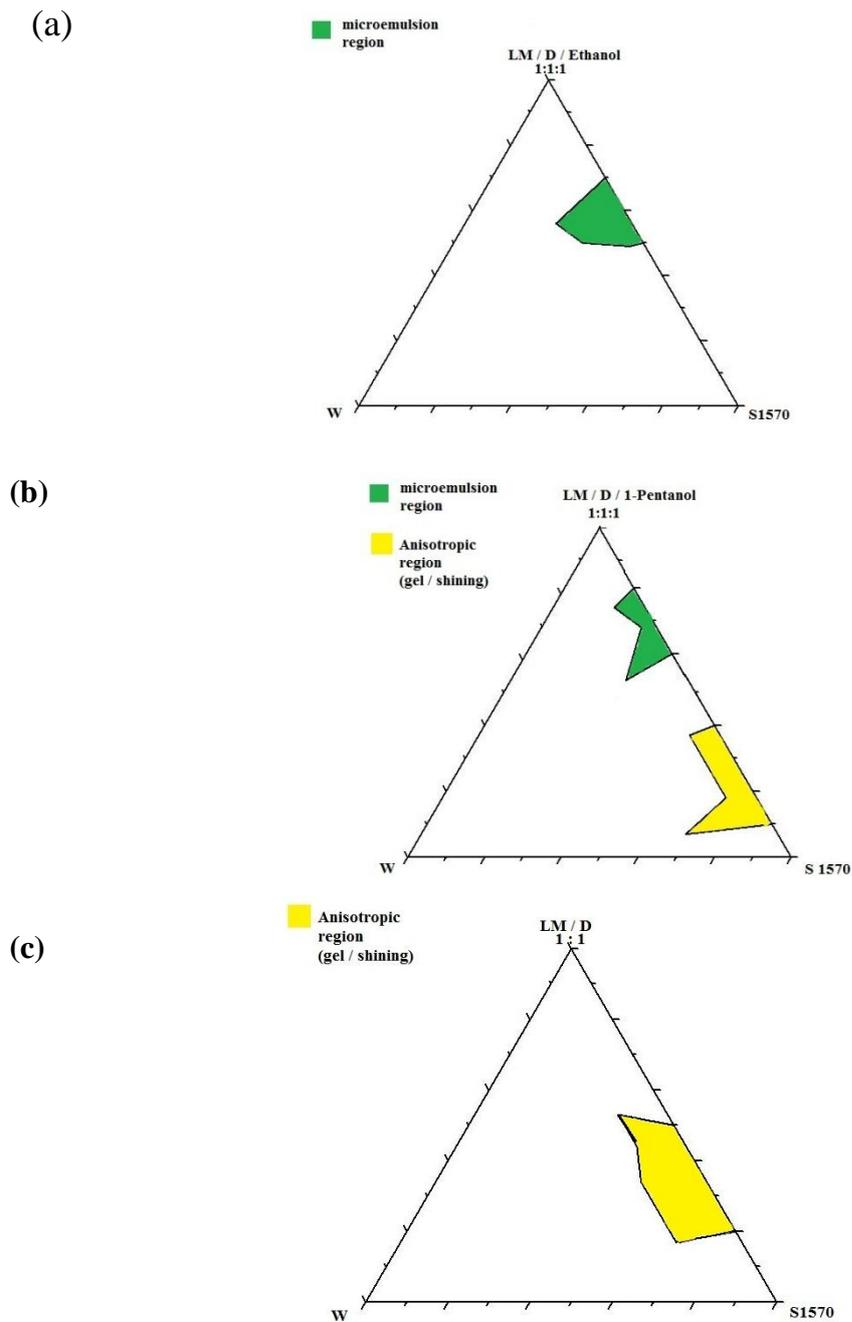 (a)
microemulsion
region
LM / D / Ethanol
1:1:1
W
S1570
(b)
microemulsion
region
LM / D / 1-Pentanol
1:1:1
Anisotropic
region
(gel / shining)
W
S 1570
(c)
Anisotropic
region
(gel / shining)
LM / D
1 : 1
W
S1570